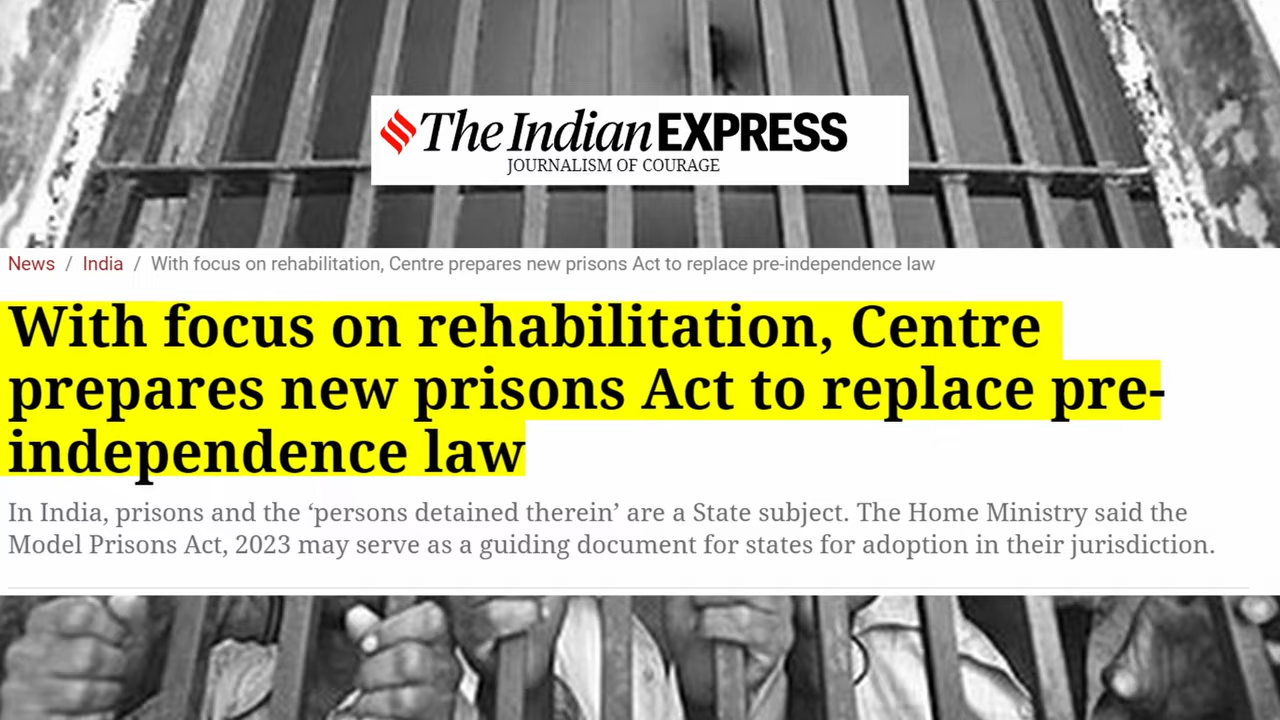 The Indian EXPRESS
JOURNALISM OF COURAGE
News / India / With focus on rehabilitation, Centre prepares new prisons Act to replace pre-independence law
With focus on rehabilitation, Centre
prepares new prisons Act to replace pre-
independence law
In India, prisons and the ‘persons detained therein’ are a State subject. The Home Ministry said the
Model Prisons Act, 2023 may serve as a guiding document for states for adoption in their jurisdiction.